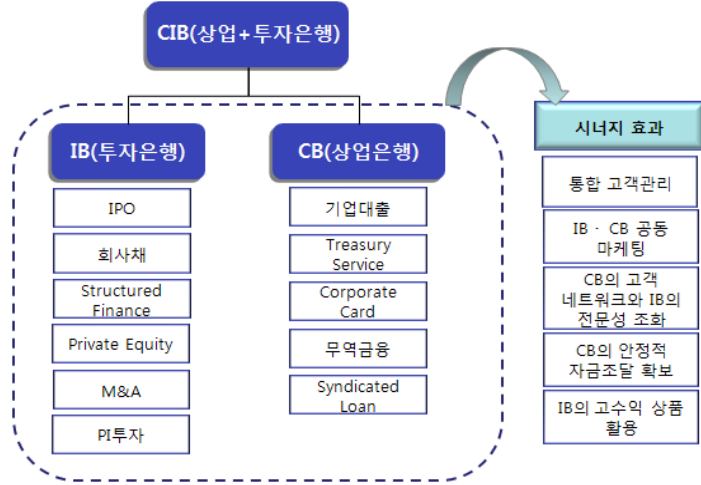 CIB(상업+투자은행)
IB(투자은행)
IPO
회사채
Structured
Finance
Private Equity
M&A
PI투자
CB(상업은행)
기업대출
Treasury
Service
Corporate
Card
무역금융
Syndicated
Loan
시너지 효과
통합 고객관리
IB · CB 공동
마케팅
CB의 고객
네트워크와 IB의
전문성 조화
CB의 안정적
자금조달 확보
IB의 고수익 상품
활용